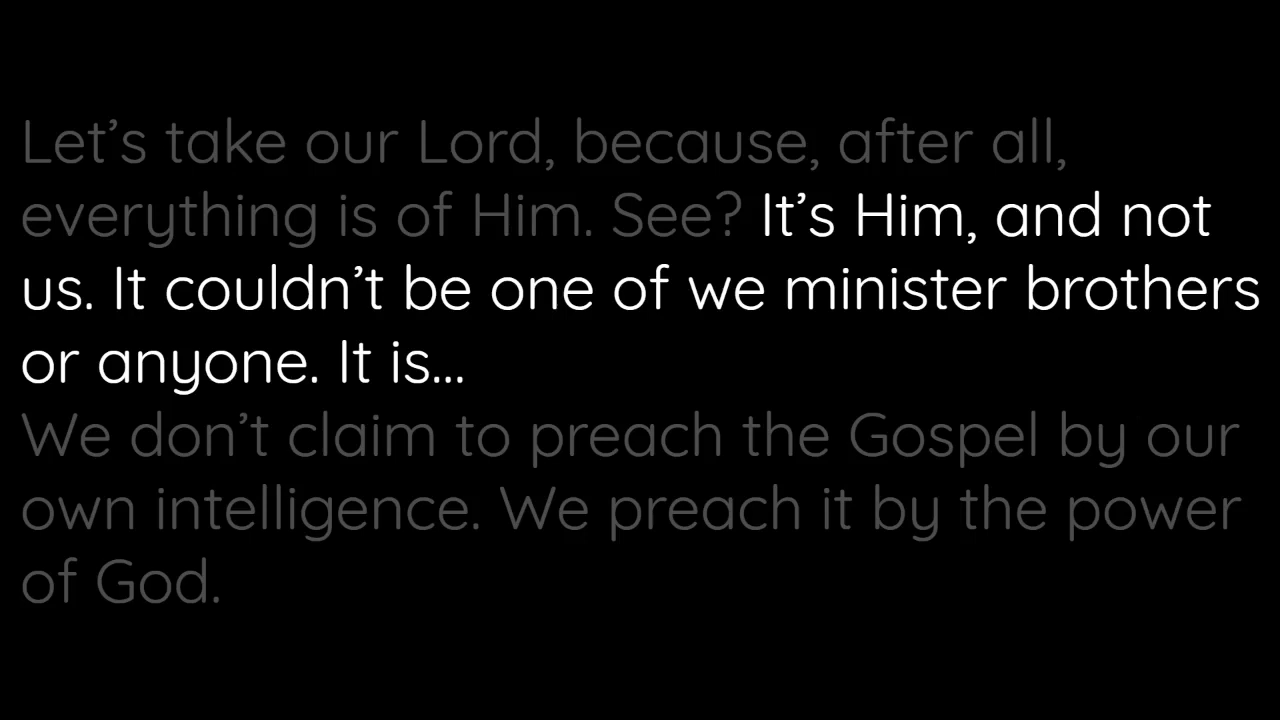 Let’s take our Lord, because, after all,
everything is of Him. See? It’s Him, and not
us. It couldn’t be one of we minister brothers
or anyone. It is...
We don’t claim to preach the Gospel by our
own intelligence. We preach it by the power
of God.